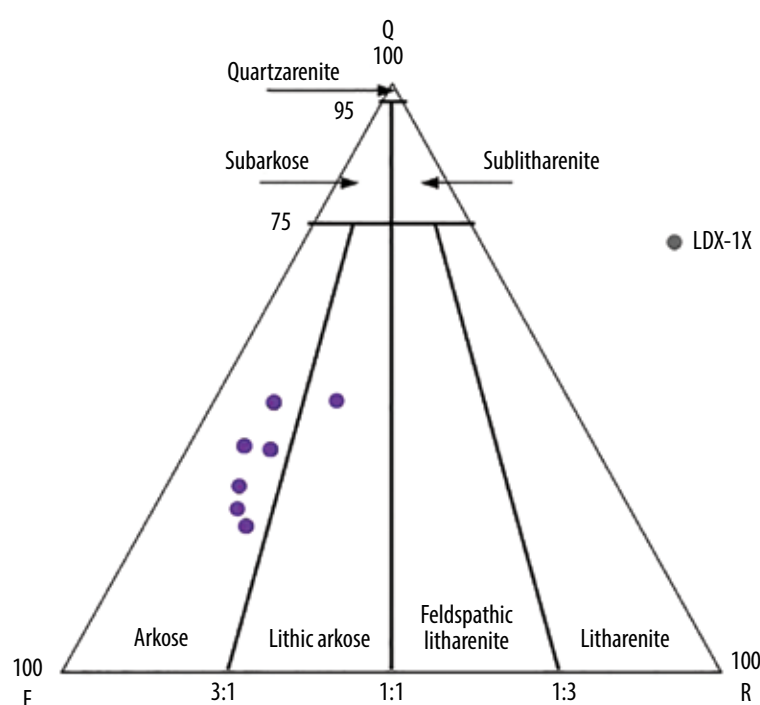 Q
100
Quartzarenite
95
Subarkose
Sublitharenite
75
LDX-1X
Arkose
Lithic arkose
Feldspathic
litharenite
Litharenite
100
F
3:1
1:1
1:3
100
R